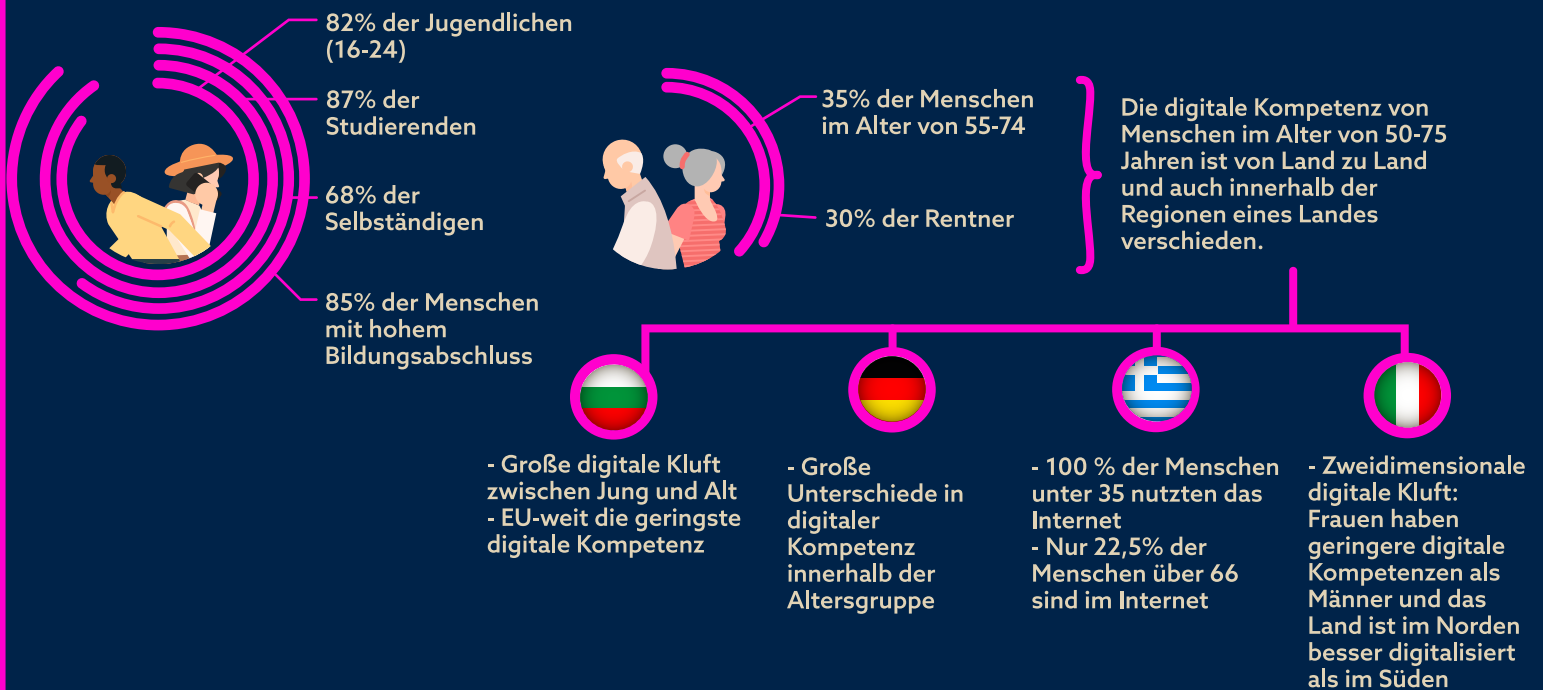 82% der Jugendlichen
(16-24)
87% der
Studierenden
68% der
Selbständigen
85% der Menschen
mit hohem
Bildungsabschluss
35% der Menschen
im Alter von 55-74
30% der Rentner
Die digitale Kompetenz von
Menschen im Alter von 50-75
Jahren ist von Land zu Land
und auch innerhalb der
Regionen eines Landes
verschieden.
- Große digitale Kluft
zwischen Jung und Alt
- EU-weit die geringste
digitale Kompetenz
- Große
Unterschiede in
digitaler
Kompetenz
innerhalb der
Altersgruppe
- 100 % der Menschen
unter 35 nutzten das
Internet
- Nur 22,5% der
Menschen über 66
sind im Internet
- Zweidimensionale
digitale Kluft:
Frauen haben
geringere digitale
Kompetenzen als
Männer und das
Land ist im Norden
besser digitalisiert
als im Süden